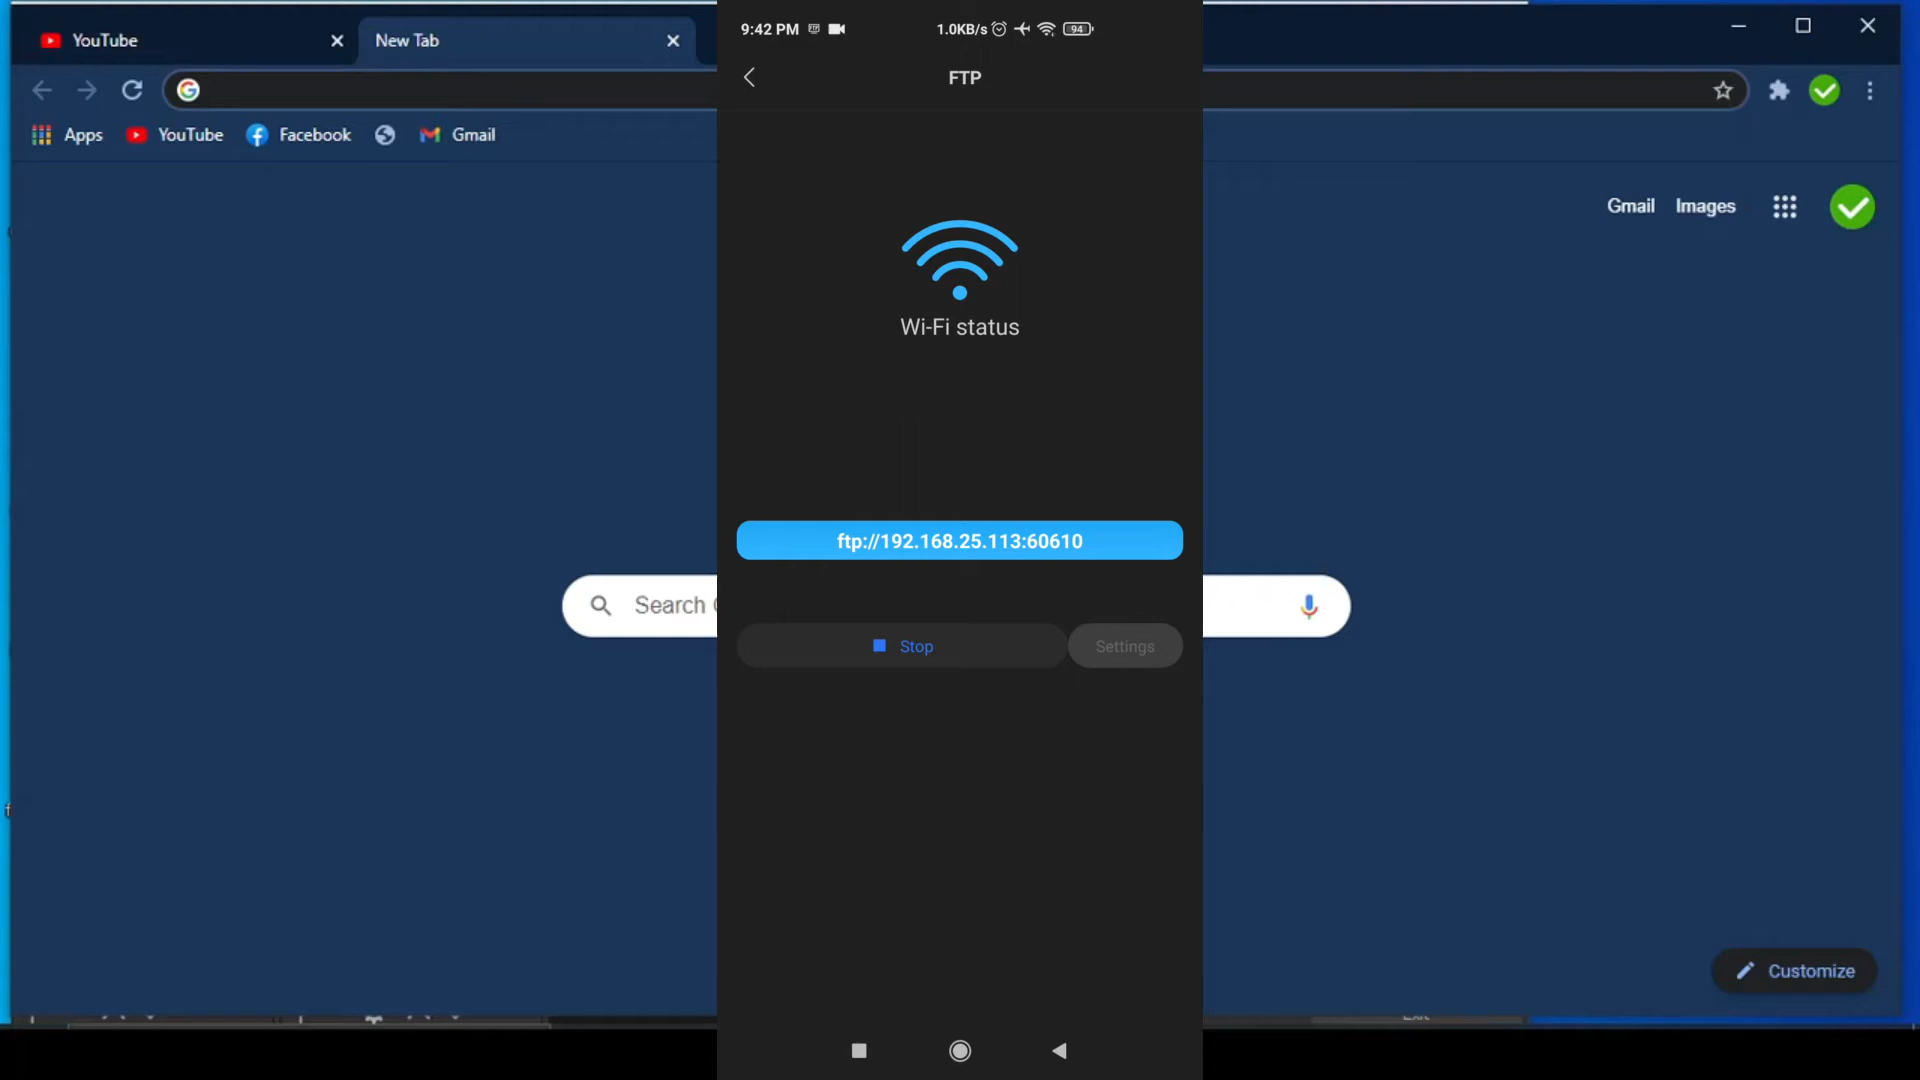 YouTube
New Tab
Apps
YouTube
Facebook
Gmail
Gmail
Images
Search
Customize
9:42 PM
1.0KB/s
94
FTP
Wi-Fi status
ftp://192.168.25.113:60610
Stop
Settings